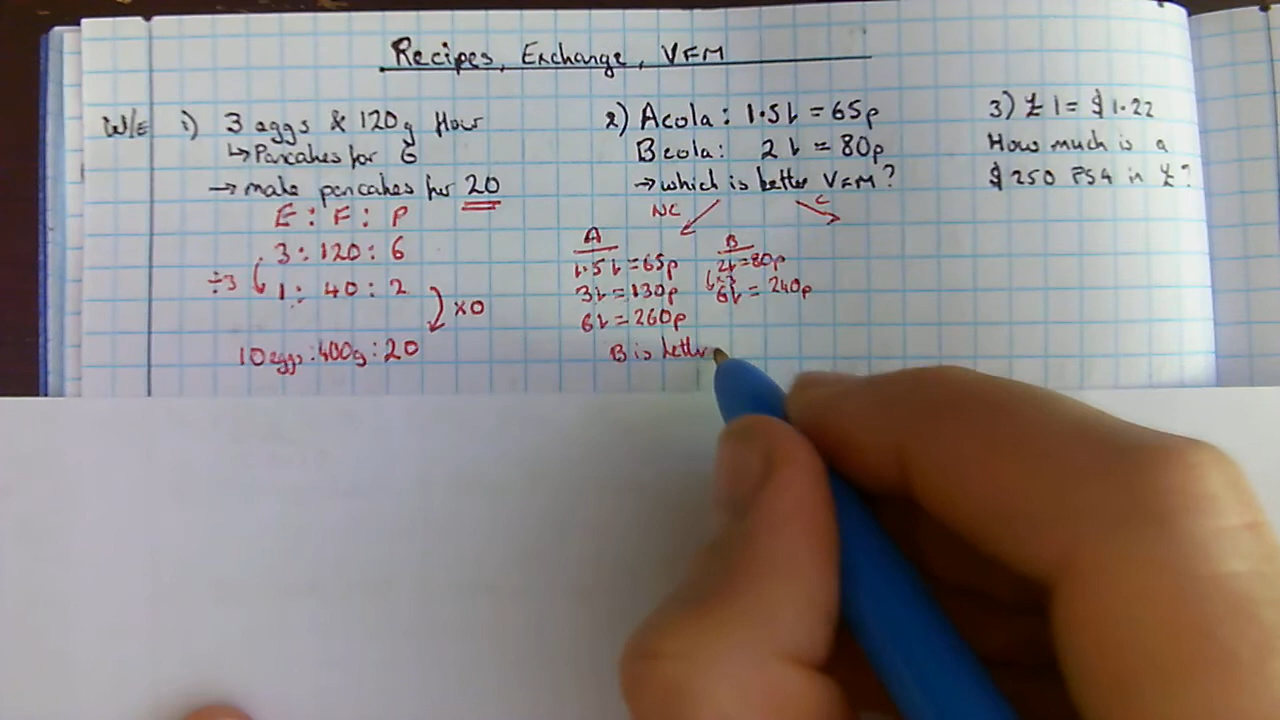 Recipes, Exchange, VFM
W/E 1) 3 eggs & 120g flour
↳Pancakes for 6
→ make pancakes for 20
E : F : P
3 : 120 : 6
÷3
1 : 40 : 2
x0
10 eggs : 400g : 20
2) A cola: 1.5l = 65p
B cola: 2l = 80p
→ which is better VFM?
NC C
A
1.5l = 65p
3l = 130p
6l = 260p
B
2l = 80p
x3
6l = 240p
B is better
3) £1 = $1.22
How much is a
$250 PS4 in £?